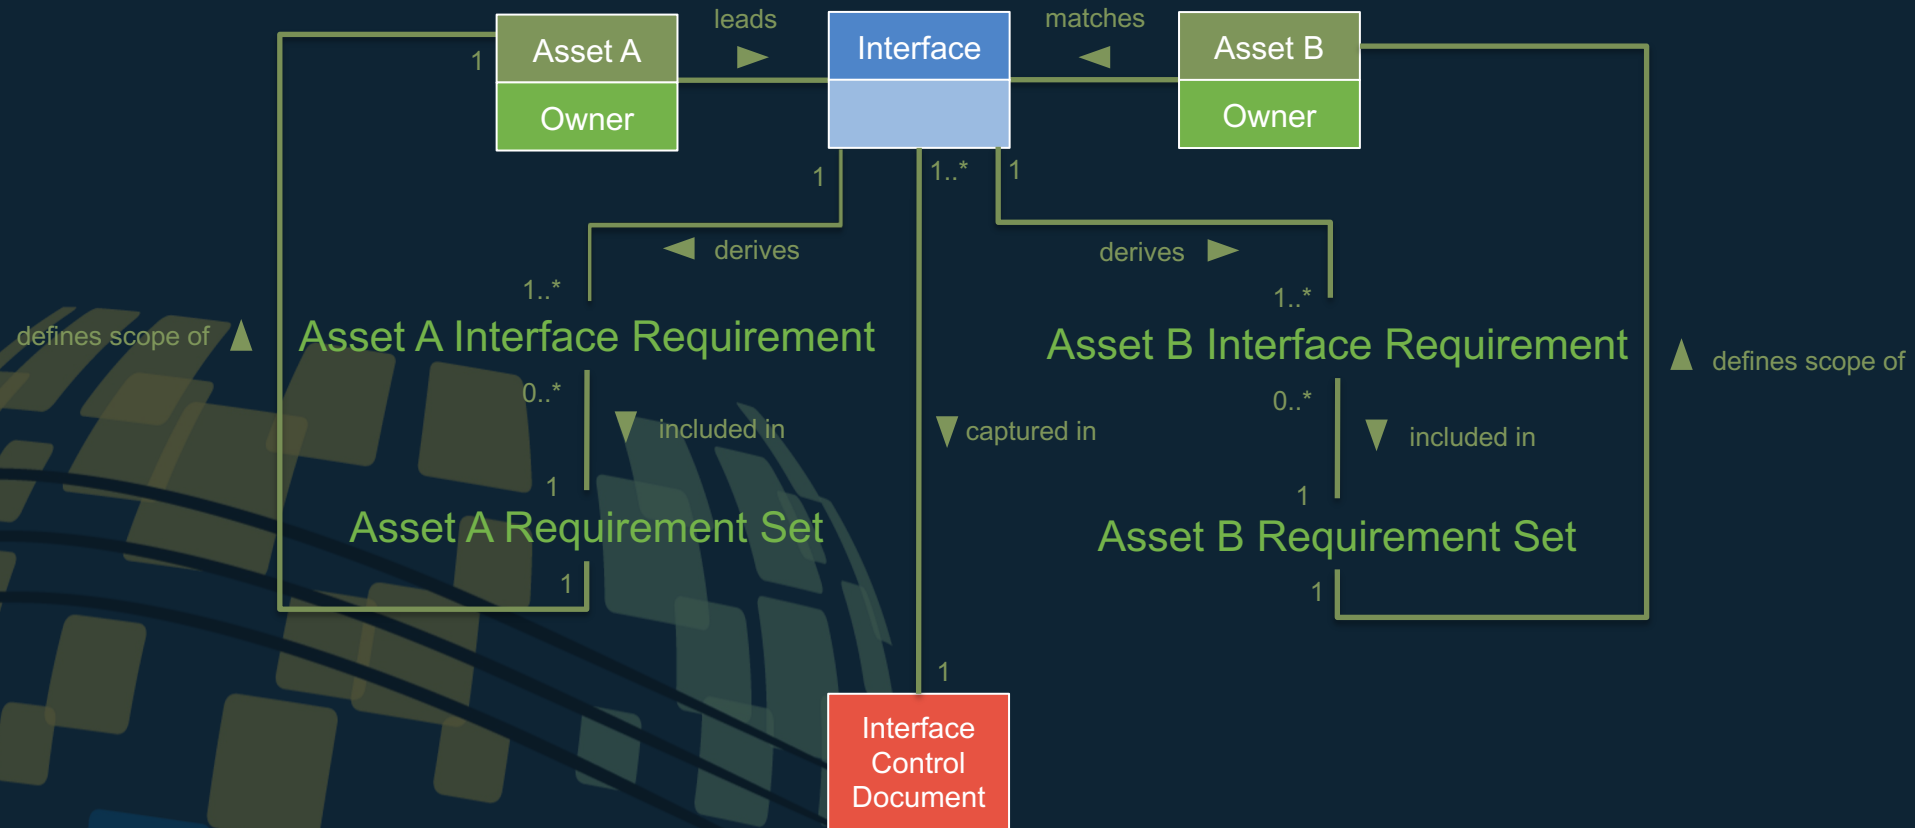 leads
matches
Asset A
Interface
Asset B
1
Owner
Owner
1
1..*
1
derives
derives
1..*
1..*
defines scope of
Asset A Interface Requirement
Asset B Interface Requirement
defines scope of
0..*
0..*
included in
captured in
included in
1
1
Asset A Requirement Set
Asset B Requirement Set
1
1
1
Interface
Control
Document